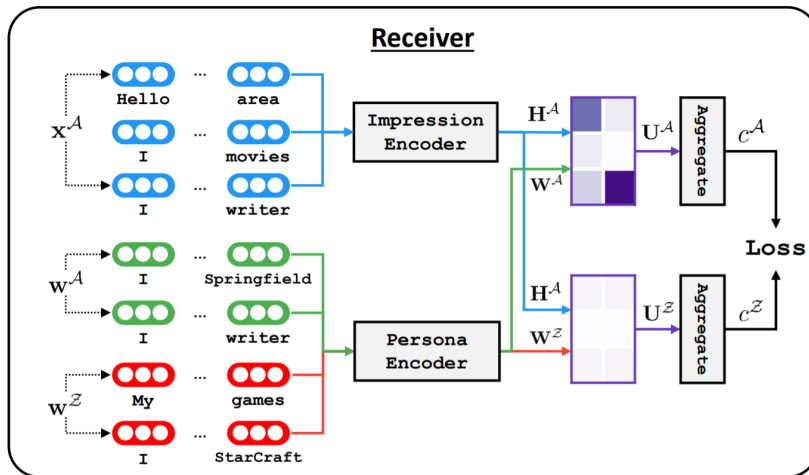 Receiver
Hello ... area
x^A
I ... movies
I ... writer
Impression
Encoder
H^A
W^A
U^A
Aggregate
c^A
Loss
w^A
I ... Springfield
I ... writer
w^Z
My ... games
I ... StarCraft
Persona
Encoder
H^A
W^Z
U^Z
Aggregate
c^Z